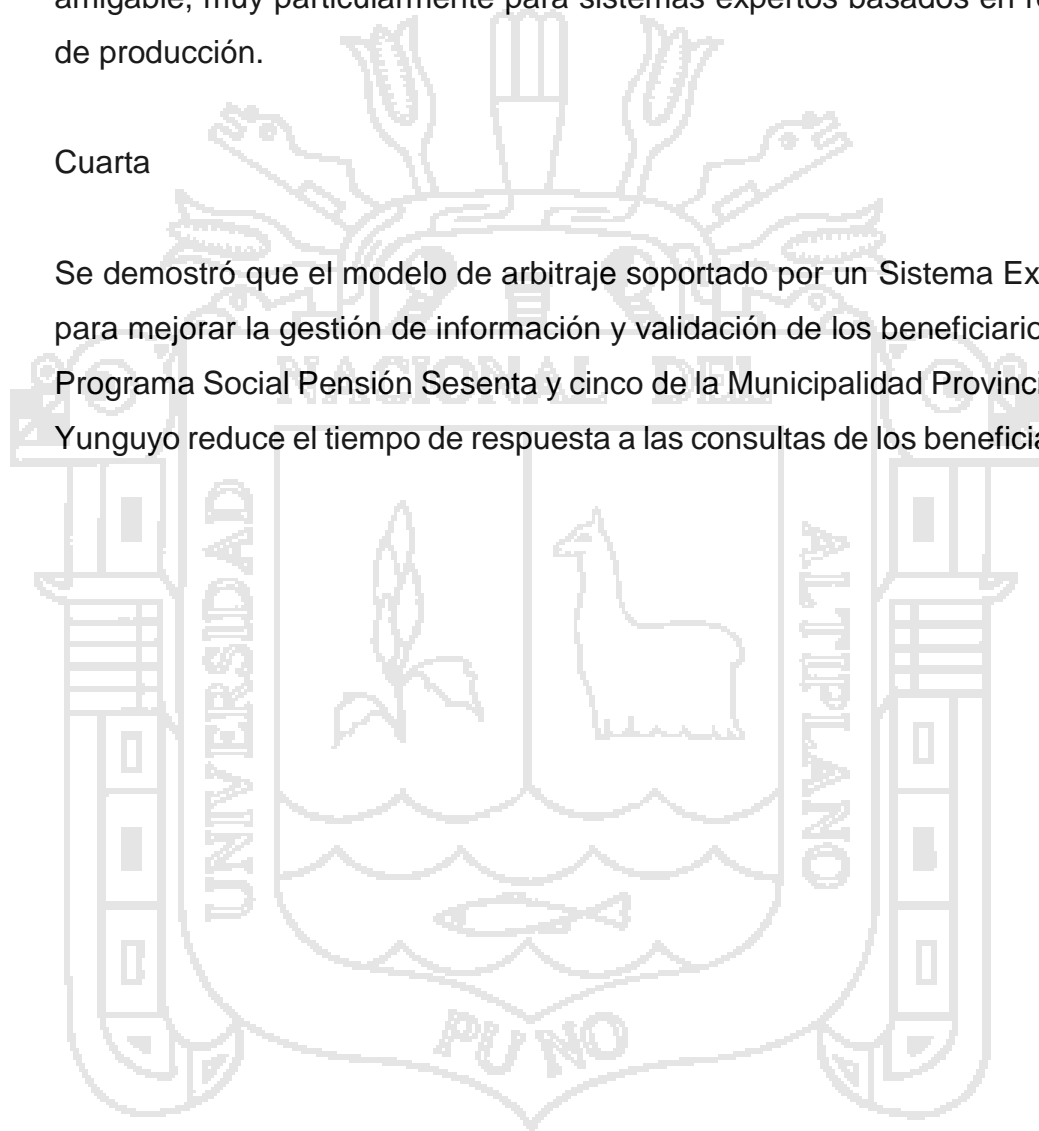 amigable, muy particularmente para sistemas expertos basados en
de producción.
Cuarta
Se demostró que el modelo de arbitraje soportado por un Sistema Ex
para mejorar la gestión de información y validación de los beneficiario
Programa Social Pensión Sesenta y cinco de la Municipalidad Provinci
Yunguyo reduce el tiempo de respuesta a las consultas de los beneficia
NACIONAL DEL
UNIVERSIDAD
ALTIPLANO
PUNO